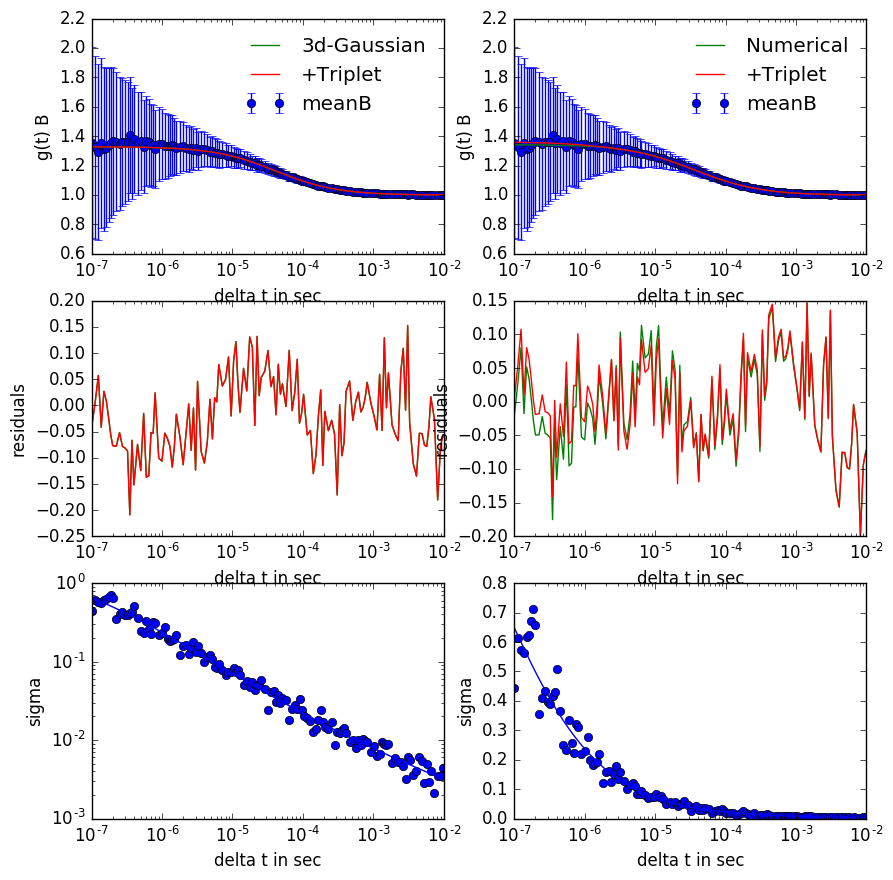 2.2
2.0
1.8
1.6
1.4
1.2
1.0
0.8
0.6
g(t) B
3d-Gaussian
+Triplet
meanB
10^-7 10^-6 10^-5 10^-4 10^-3 10^-2
delta t in sec
2.2
2.0
1.8
1.6
1.4
1.2
1.0
0.8
0.6
g(t) B
Numerical
+Triplet
meanB
10^-7 10^-6 10^-5 10^-4 10^-3 10^-2
delta t in sec
0.20
0.15
0.10
0.05
0.00
−0.05
−0.10
−0.15
−0.20
−0.25
residuals
10^-7 10^-6 10^-5 10^-4 10^-3 10^-2
delta t in sec
0.15
0.10
0.05
0.00
−0.05
−0.10
−0.15
−0.20
residuals
10^-7 10^-6 10^-5 10^-4 10^-3 10^-2
delta t in sec
10^0
10^-1
10^-2
10^-3
sigma
10^-7 10^-6 10^-5 10^-4 10^-3 10^-2
delta t in sec
0.8
0.7
0.6
0.5
0.4
0.3
0.2
0.1
0.0
sigma
10^-7 10^-6 10^-5 10^-4 10^-3 10^-2
delta t in sec